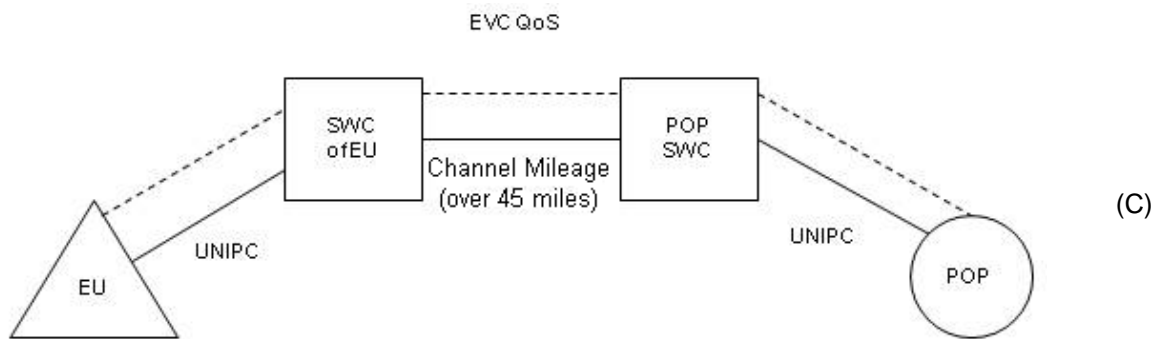 EVC QoS
SWC
ofEU
POP
SWC
Channel Mileage
(over 45 miles)
(C)
UNIPC
UNIPC
EU
POP